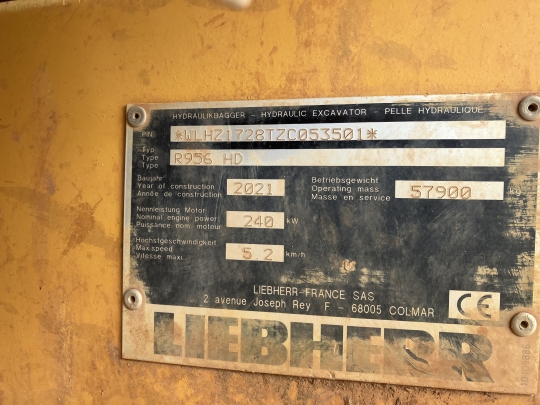 HYDRAULIKBAGGER - HYDRAULIC EXCAVATOR PELLE HYDRAULIQUE
PIN *WLHZ1728TZC053501*
Typ
Type R956 HD
Type
Baujahr
Year of construction 2021
Année de construction
Betriebsgewicht
Operating mass 57900 kg
Masse en service
Nennleistung Motor
Nominal engine power 240 kW
Puissance nom. moteur
Höchstgeschwindigkeit
Max.speed 5.2 km/h
Vitesse maxi.
LIEBHERR-FRANCE SAS
2 avenue Joseph Rey F - 68005 COLMAR
CE
LIEBHERR